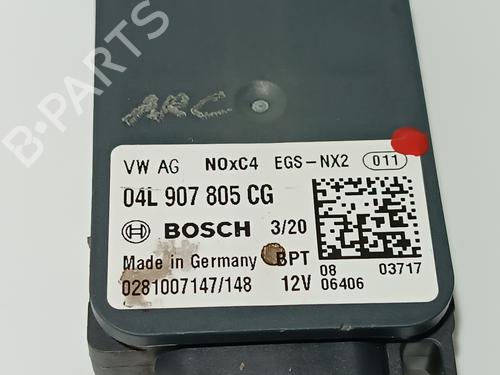 B-PARTS
ARC
VW AG NOxC4 EGS-NX2 011
04L 907 805 CG
BOSCH 3/20
Made in Germany BPT
0281007147/148 12V
08 03717
06406